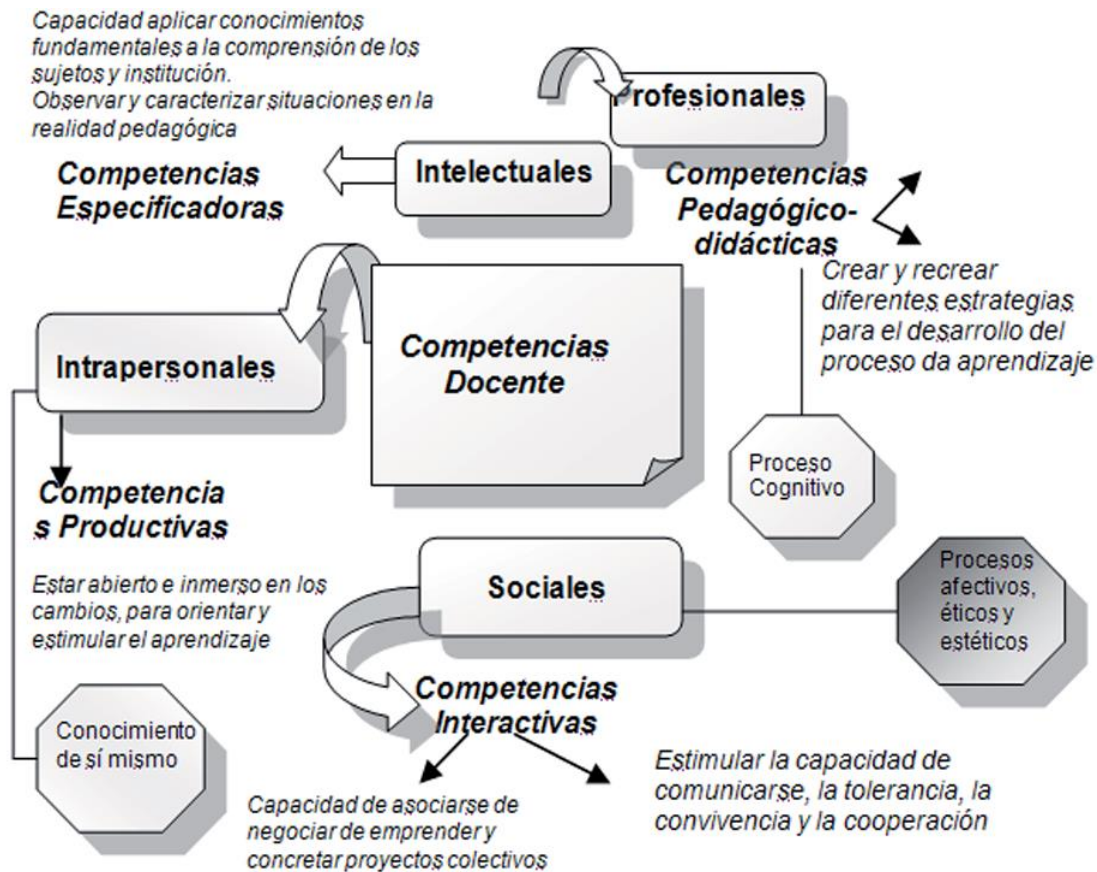 Capacidad aplicar conocimientos
fundamentales a la comprensión de los
sujetos y institución.
Observar y caracterizar situaciones en la
realidad pedagógica
Profesionales
Intelectuales
Competencias
Especificadoras
Competencias
Pedagógico-
didácticas
Crear y recrear
diferentes estrategias
para el desarrollo del
proceso da aprendizaje
Competencias
Docente
Intrapersonales
Proceso
Cognitivo
Competencia
s Productivas
Estar abierto e inmerso en los
cambios, para orientar y
estimular el aprendizaje
Sociales
Procesos
afectivos,
éticos y
estéticos
Competencias
Interactivas
Conocimiento
de sí mismo
Estimular la capacidad de
comunicarse, la tolerancia, la
convivencia y la cooperación
Capacidad de asociarse de
negociar de emprender y
concretar proyectos colectivos